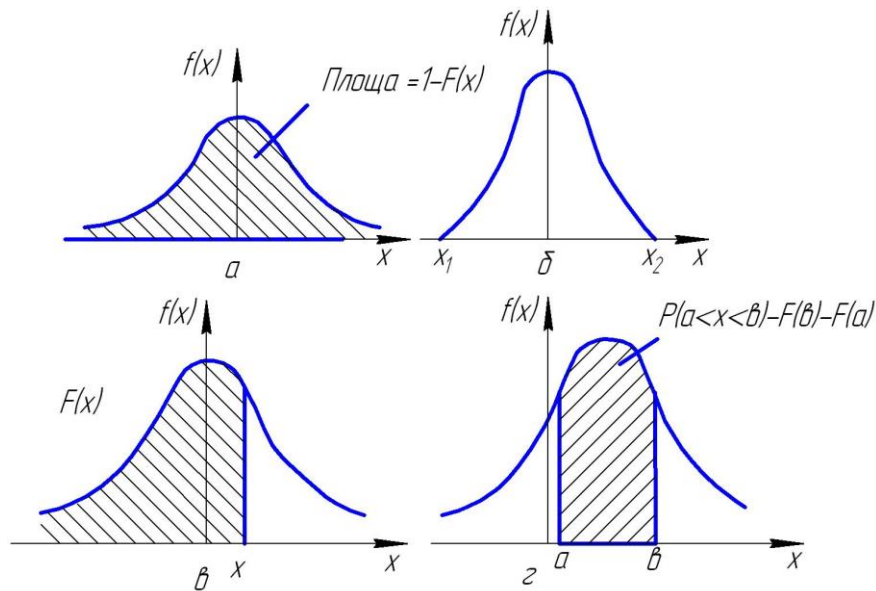 f(x)
Площа =1-F(x)
x
а
f(x)
x₁
x₂
x
б
f(x)
F(x)
x
x
в
f(x)
P(a<x<в)-F(в)-F(a)
a
в
x
г